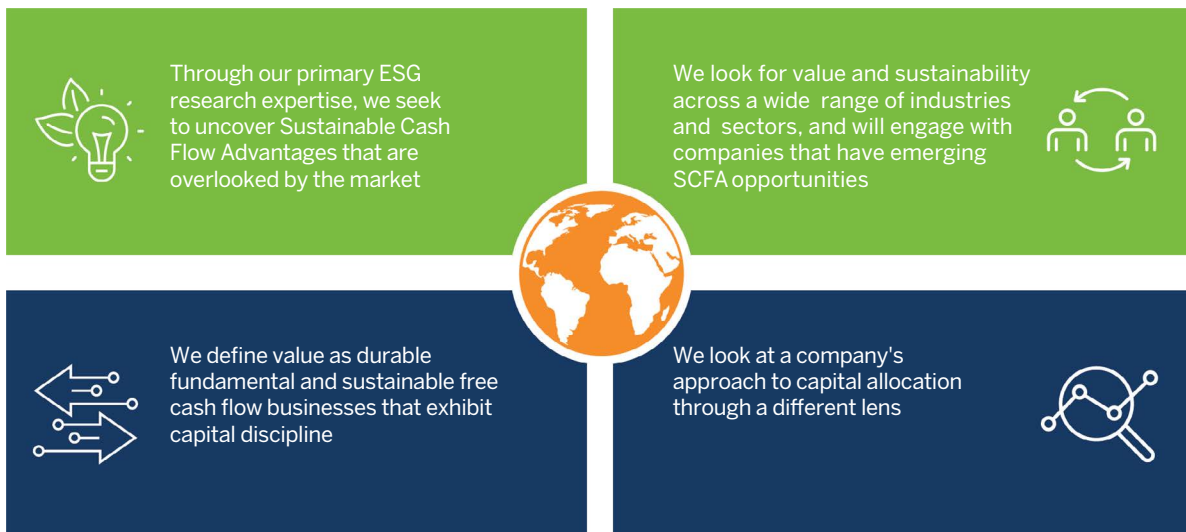 Through our primary ESG
research expertise, we seek
to uncover Sustainable Cash
Flow Advantages that are
overlooked by the market
We look for value and sustainability
across a wide range of industries
and sectors, and will engage with
companies that have emerging
SCFA opportunities
We define value as durable
fundamental and sustainable free
cash flow businesses that exhibit
capital discipline
We look at a company's
approach to capital allocation
through a different lens